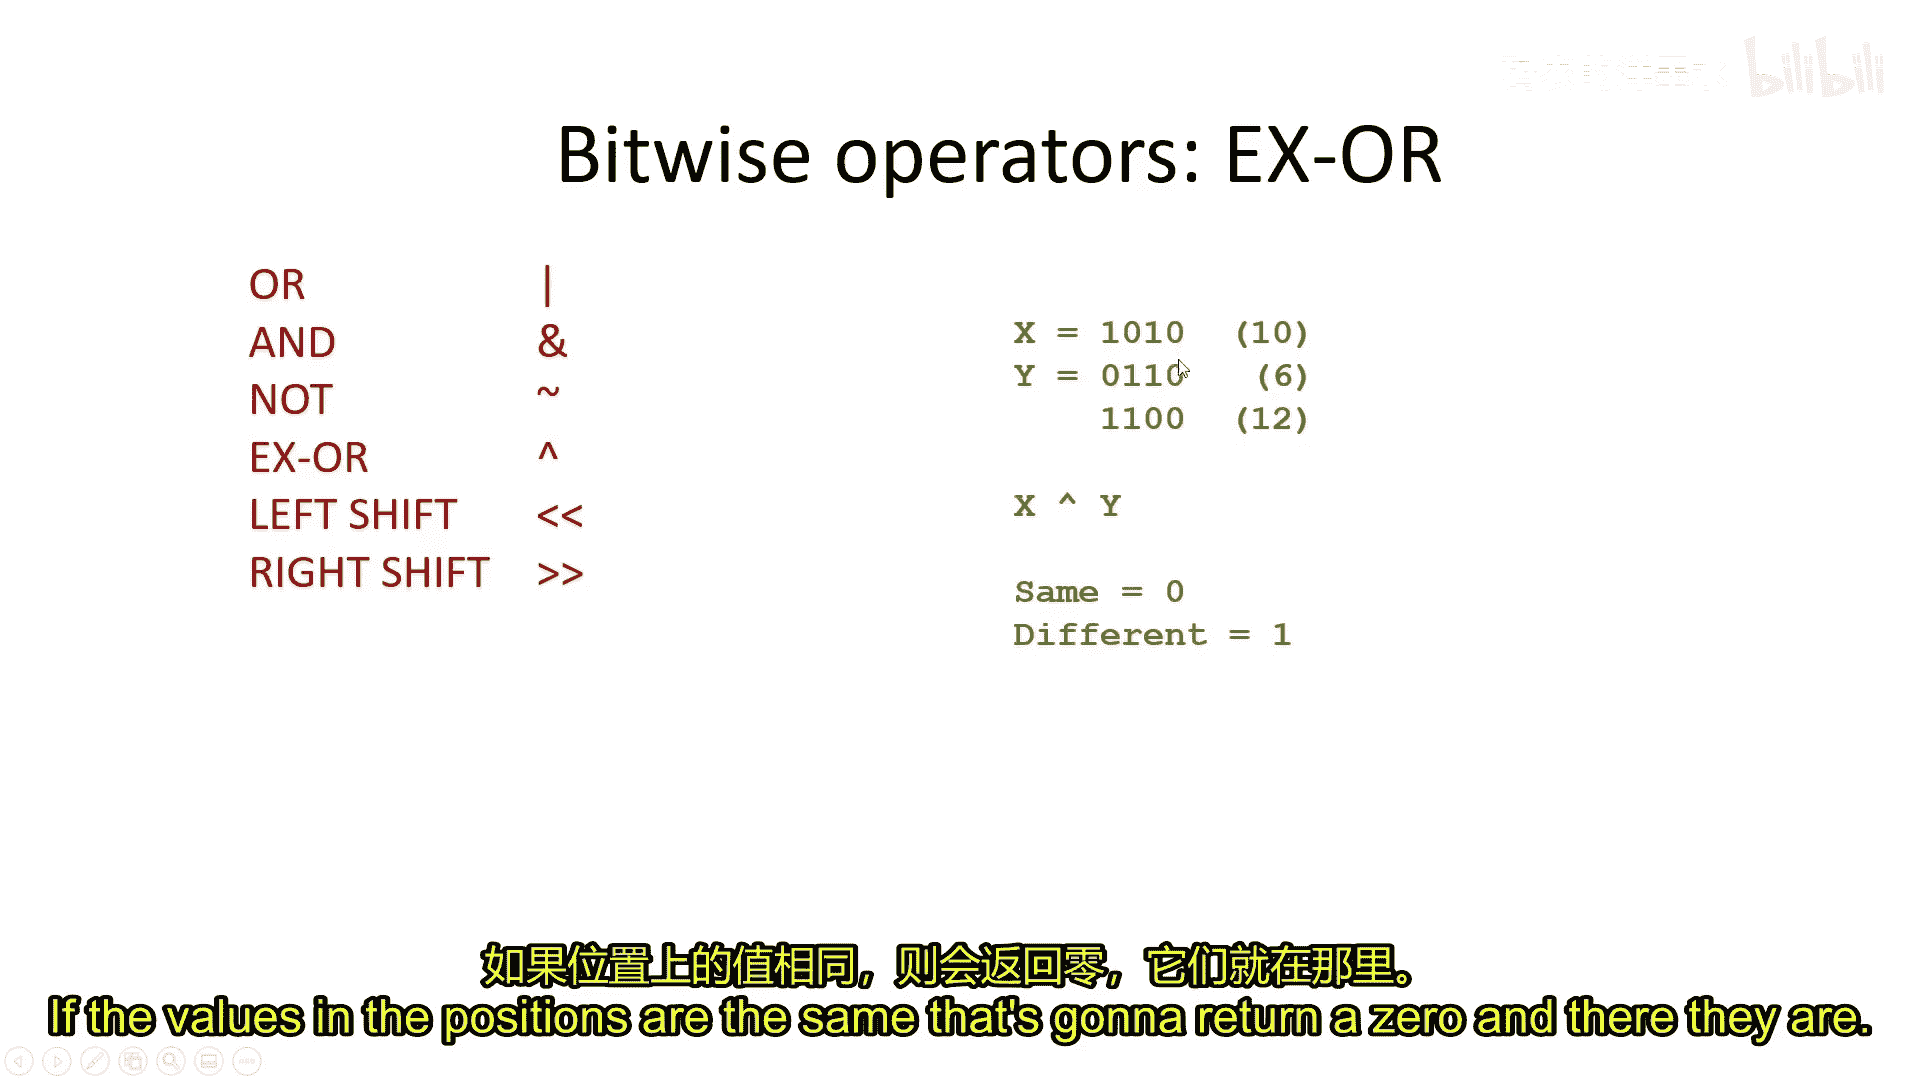 bilibili
Bitwise operators: EX-OR
OR |
AND &
NOT ~
EX-OR ^
LEFT SHIFT <<
RIGHT SHIFT >>
X = 1010 (10)
Y = 0110 (6)
1100 (12)
X ^ Y
Same = 0
Different = 1
如果位置上的值相同，则会返回零，它们就在那里。
If the values in the positions are the same that's gonna return a zero and there they are.